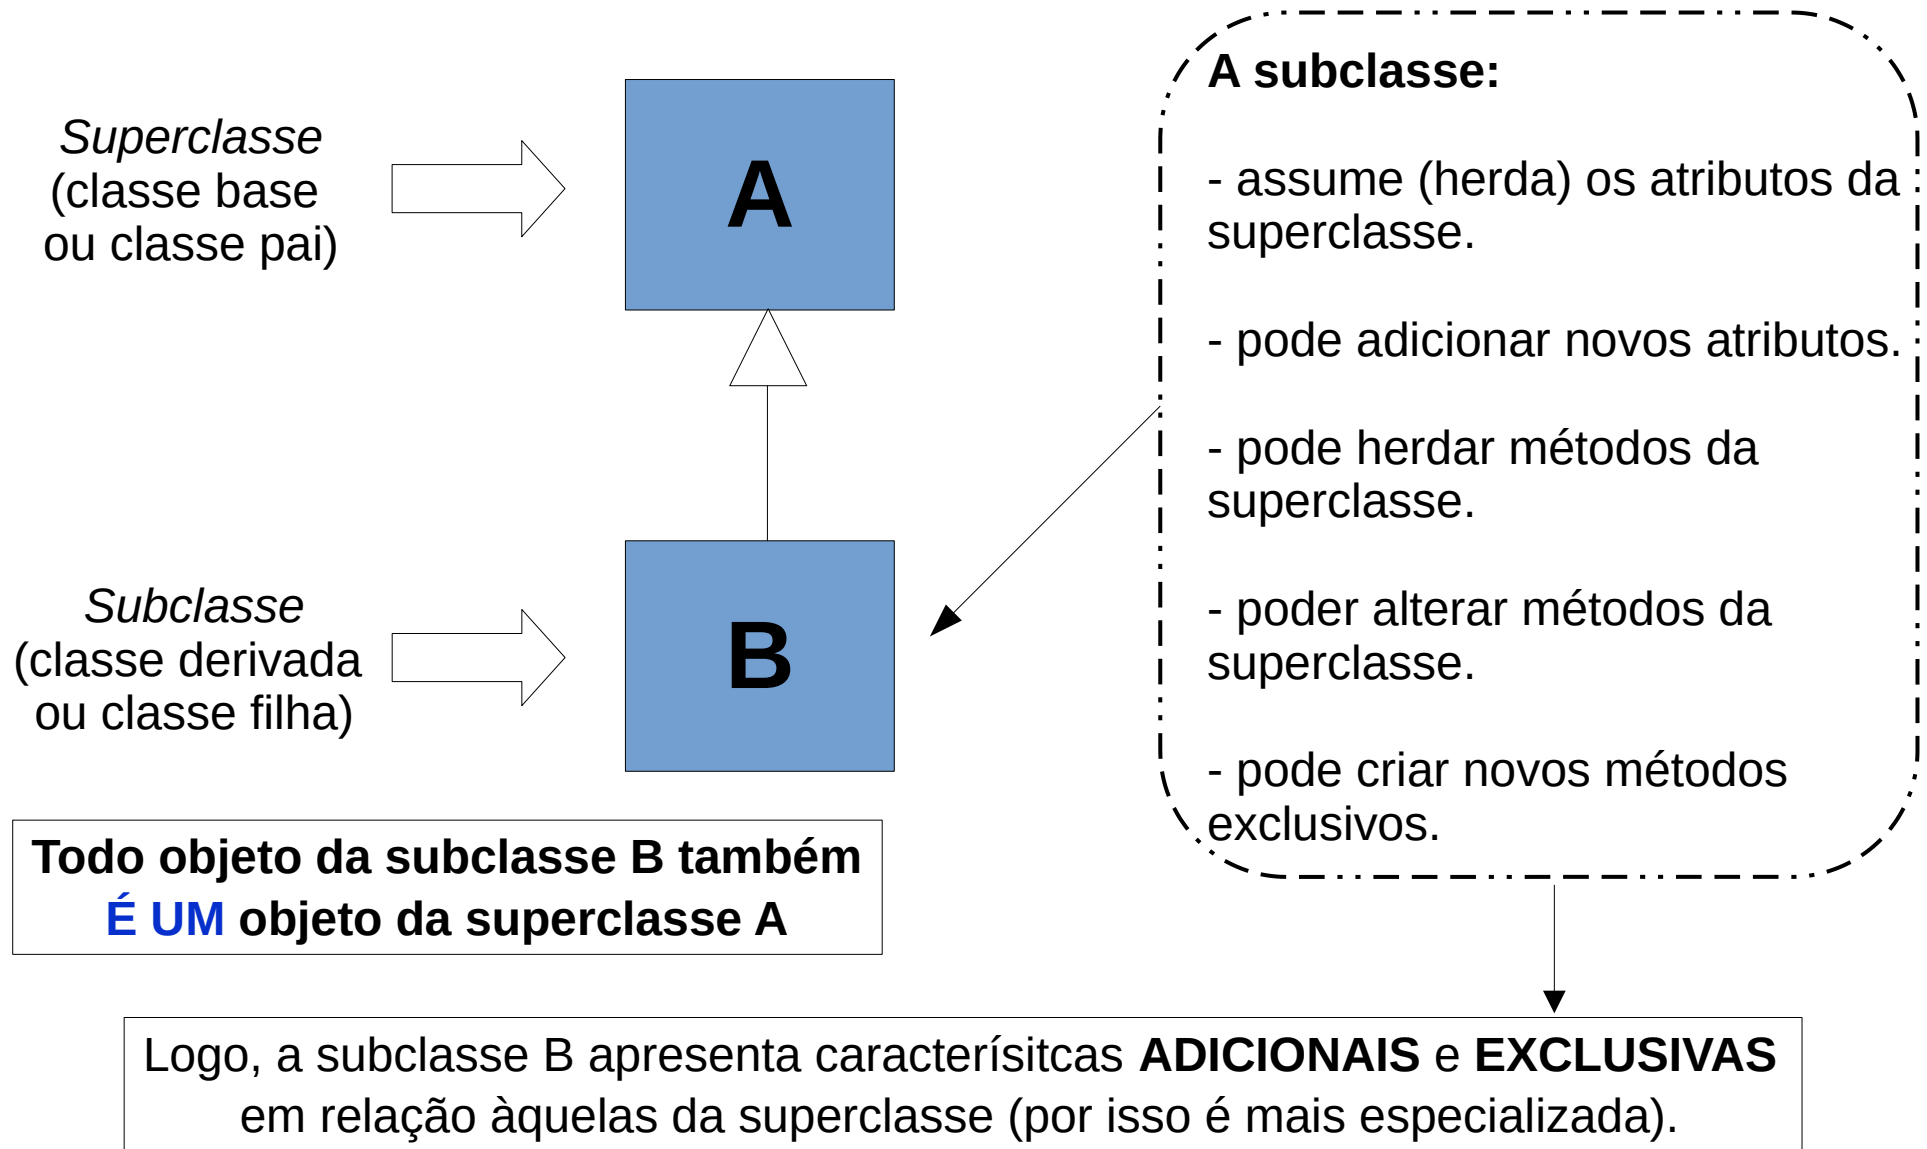 Superclasse
(classe base
ou classe pai)
A
Subclasse
(classe derivada
ou classe filha)
B
A subclasse:
- assume (herda) os atributos da
superclasse.
- pode adicionar novos atributos.
- pode herdar métodos da
superclasse.
- poder alterar métodos da
superclasse.
- pode criar novos métodos
exclusivos.
Todo objeto da subclasse B também
É UM objeto da superclasse A
Logo, a subclasse B apresenta caracterísitcas ADICIONAIS e EXCLUSIVAS
em relação àquelas da superclasse (por isso é mais especializada).